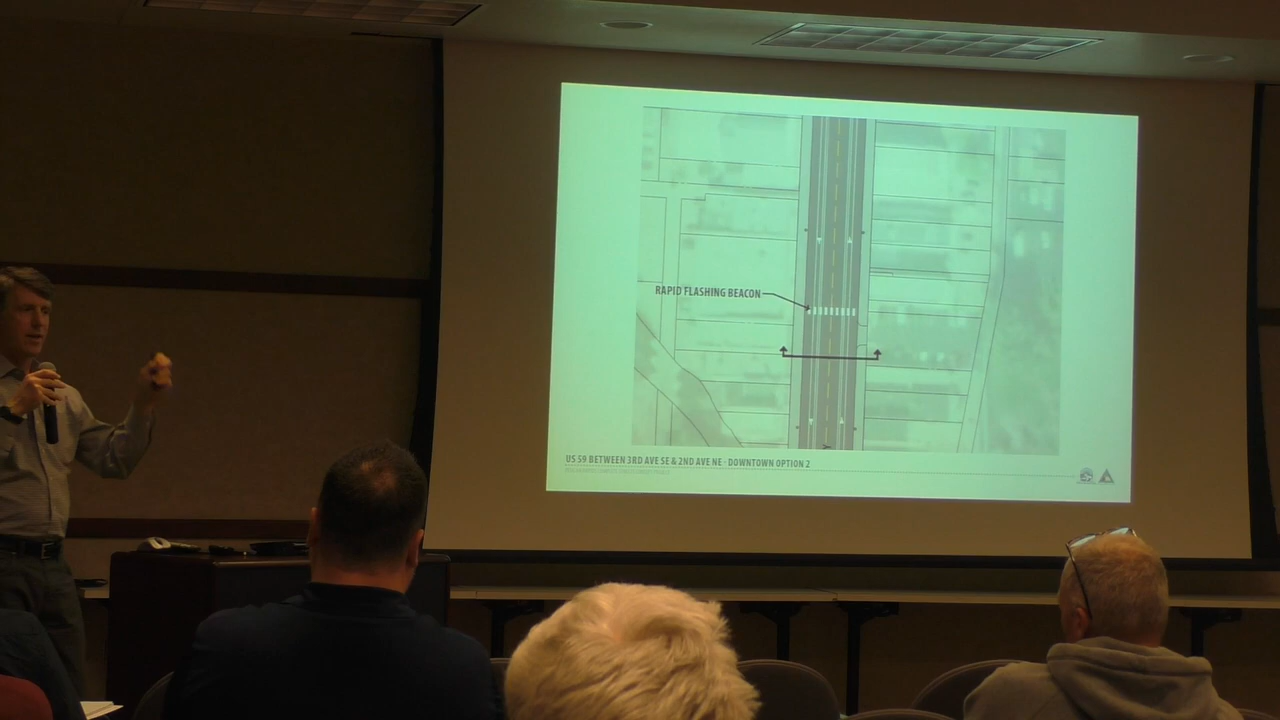 RAPID FLASHING BEACON
US 59 BETWEEN 3RD AVE SE & 2ND AVE NE - DOWNTOWN OPTION 2